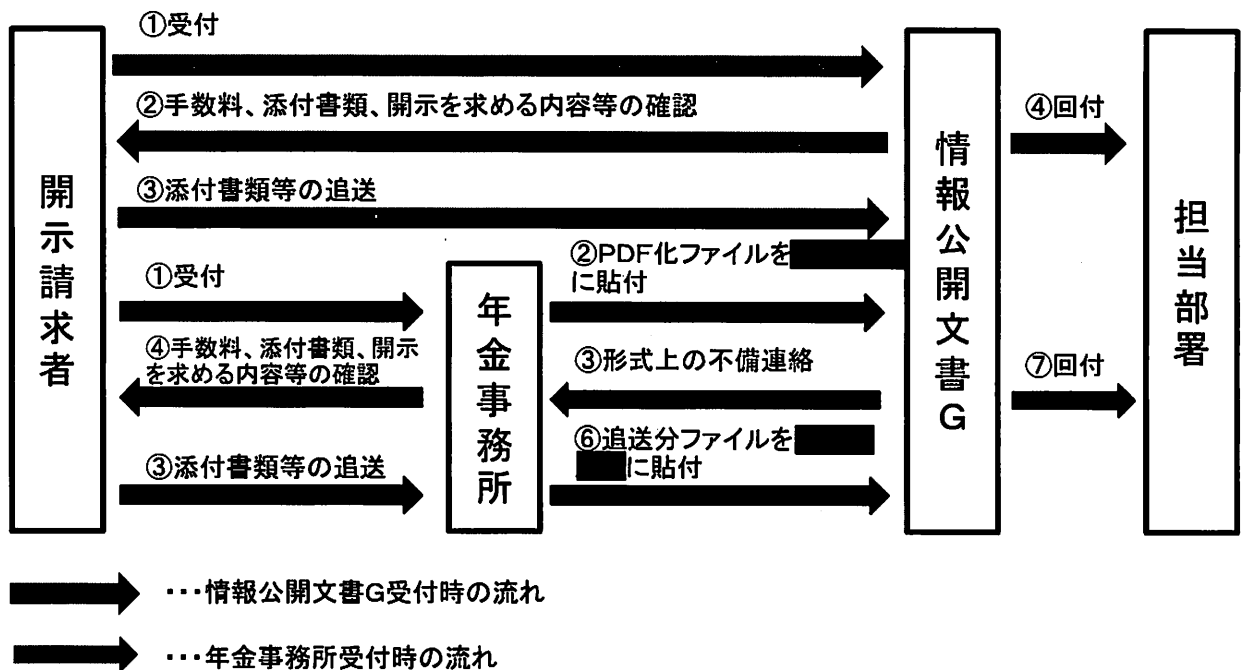 ①受付
②手数料、添付書類、開示を求める内容等の確認
④回付
③添付書類等の追送
開示請求者
情報公開文書G
担当部署
①受付
年金事務所
②PDF化ファイルを
に貼付
④手数料、添付書類、開示
を求める内容等の確認
③形式上の不備連絡
⑦回付
③添付書類等の追送
⑥追送分ファイルを
に貼付
･･･情報公開文書G受付時の流れ
･･･年金事務所受付時の流れ